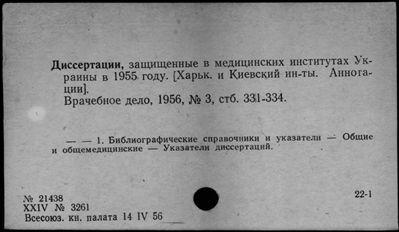 Диссертации, защищенные в медицинских институтах Ук-
раины в 1955 году. [Харьк. и Киевский ин-ты. Аннота-
ции].
Врачебное дело, 1956, № 3, стб. 331-334.
— — 1. Библиографические справочники и указатели — Общие
и общемедицинские — Указатели диссертаций.
№ 21438
XXIV № 3261
22-1
Всесоюз. кн. палата 14 IV 56